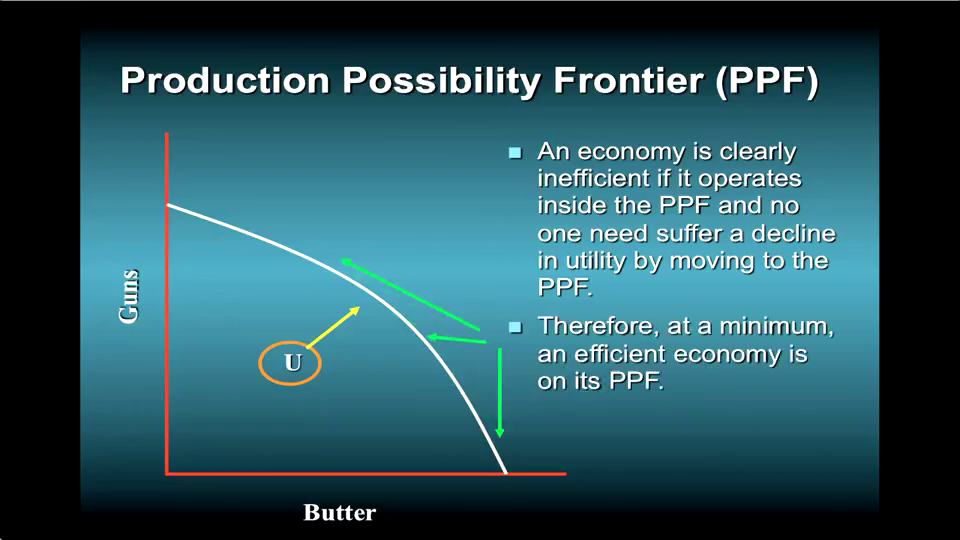 Production Possibility Frontier (PPF)
An economy is clearly
inefficient if it operates
inside the PPF and no
one need suffer a decline
in utility by moving to the
PPF.
Therefore, at a minimum,
an efficient economy is
on its PPF.
Guns
U
Butter